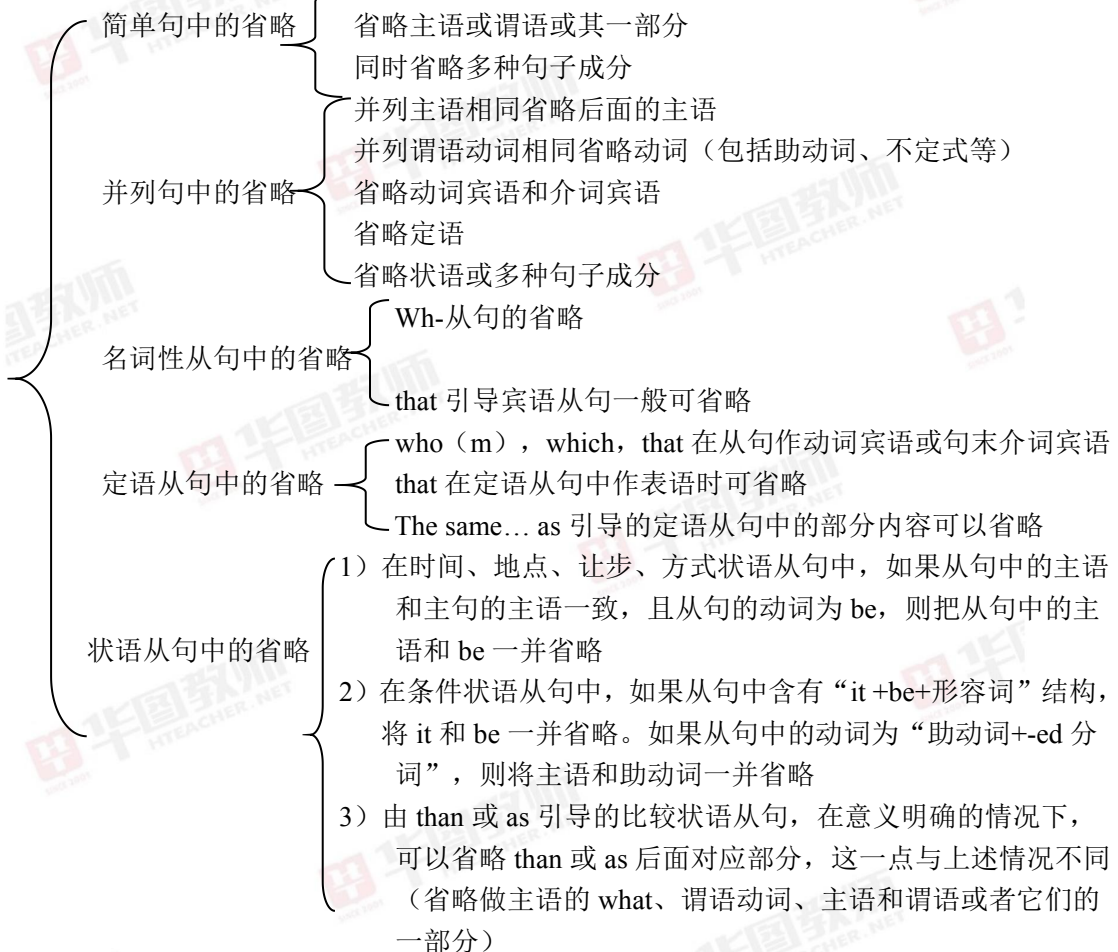 简单句中的省略
省略主语或谓语或其一部分
同时省略多种句子成分
并列句中的省略
并列主语相同省略后面的主语
并列谓语动词相同省略动词（包括助动词、不定式等）
省略动词宾语和介词宾语
省略定语
省略状语或多种句子成分
名词性从句中的省略
Wh-从句的省略
that 引导宾语从句一般可省略
定语从句中的省略
who（m），which，that 在从句作动词宾语或句末介词宾语
that 在定语从句中作表语时可省略
The same… as 引导的定语从句中的部分内容可以省略
状语从句中的省略
1）在时间、地点、让步、方式状语从句中，如果从句中的主语
和主句的主语一致，且从句的动词为 be，则把从句中的主
语和 be 一并省略
2）在条件状语从句中，如果从句中含有“it +be+形容词”结构，
将 it 和 be 一并省略。如果从句中的动词为“助动词+-ed 分
词”，则将主语和助动词一并省略
3）由 than 或 as 引导的比较状语从句，在意义明确的情况下，
可以省略 than 或 as 后面对应部分，这一点与上述情况不同
（省略做主语的 what、谓语动词、主语和谓语或者它们的
一部分）
华图教师
HTEACHER.NET